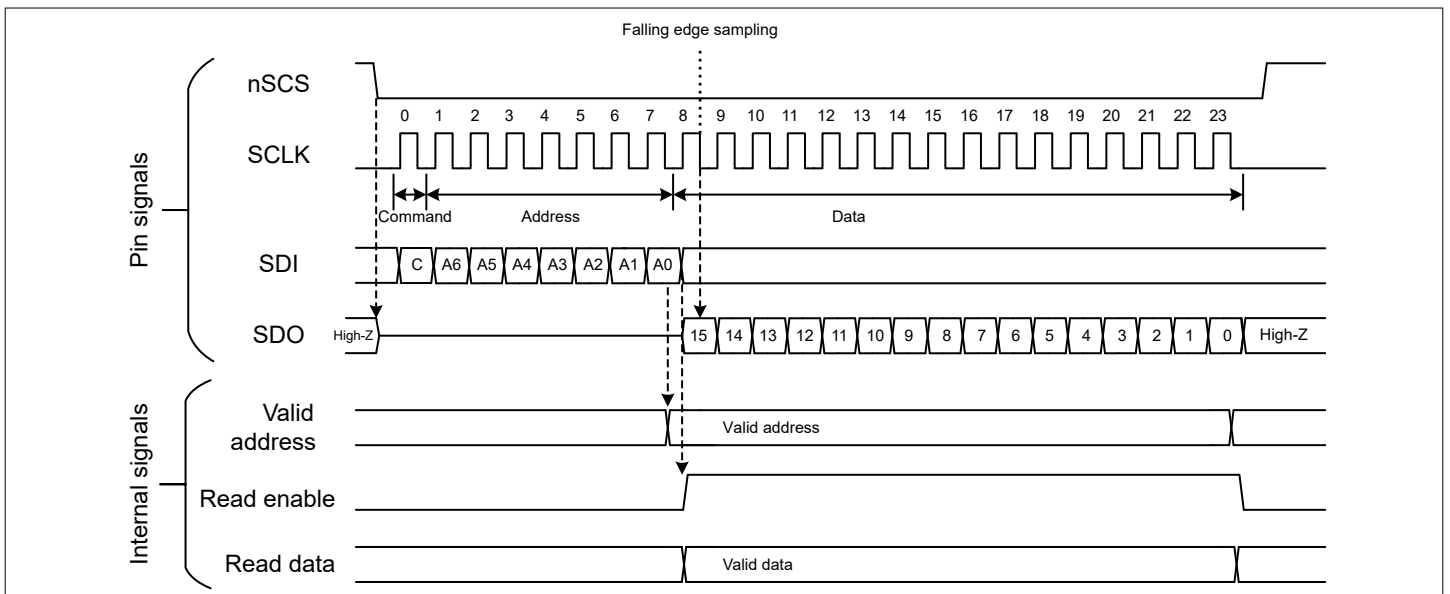 Falling edge sampling
Pin signals
nSCS
0 1 2 3 4 5 6 7 8 9 10 11 12 13 14 15 16 17 18 19 20 21 22 23
SCLK
Command Address Data
SDI C A6 A5 A4 A3 A2 A1 A0
SDO High-Z 15 14 13 12 11 10 9 8 7 6 5 4 3 2 1 0 High-Z
Internal signals
Valid
address
Valid address
Read enable
Read data Valid data